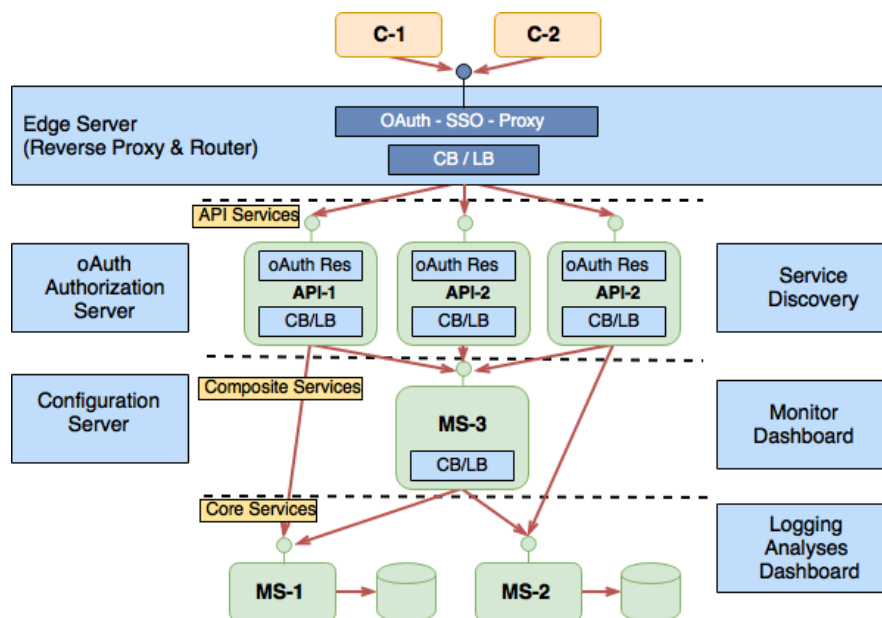 C-1
C-2
Edge Server
(Reverse Proxy & Router)
OAuth - SSO - Proxy
CB / LB
API Services
oAuth
Authorization
Server
oAuth Res
API-1
CB/LB
oAuth Res
API-2
CB/LB
oAuth Res
API-2
CB/LB
Service
Discovery
Configuration
Server
Composite Services
MS-3
CB/LB
Monitor
Dashboard
Core Services
MS-1
MS-2
Logging
Analyses
Dashboard